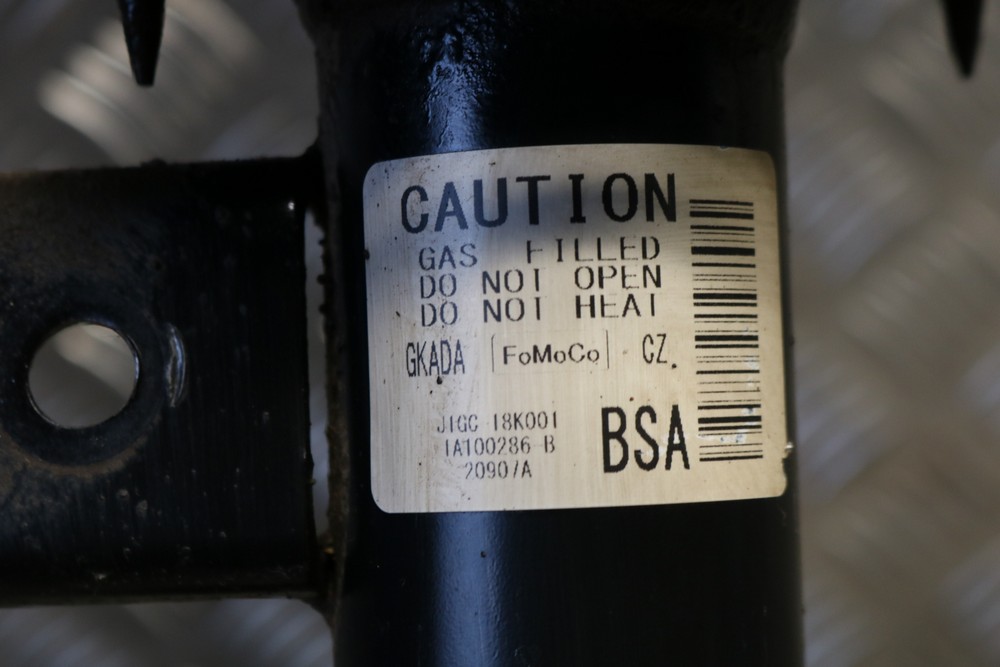 CAUTION
GAS FILLED
DO NOT OPEN
DO NOT HEAT
GKADA FoMoCo CZ.
J1GC 18K001
1A100286-B
2090/A
BSA